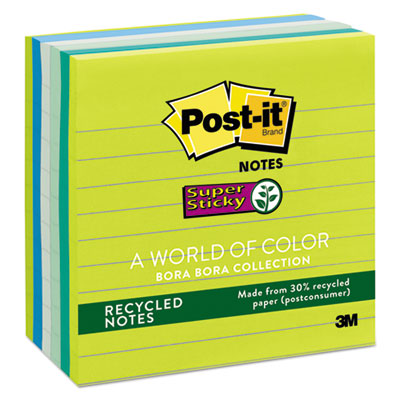 Post-it
Brand
NOTES
Super
Sticky
A WORLD OF COLOR
BORA BORA COLLECTION
RECYCLED
NOTES
Made from 30% recycled
paper (postconsumer)
3M